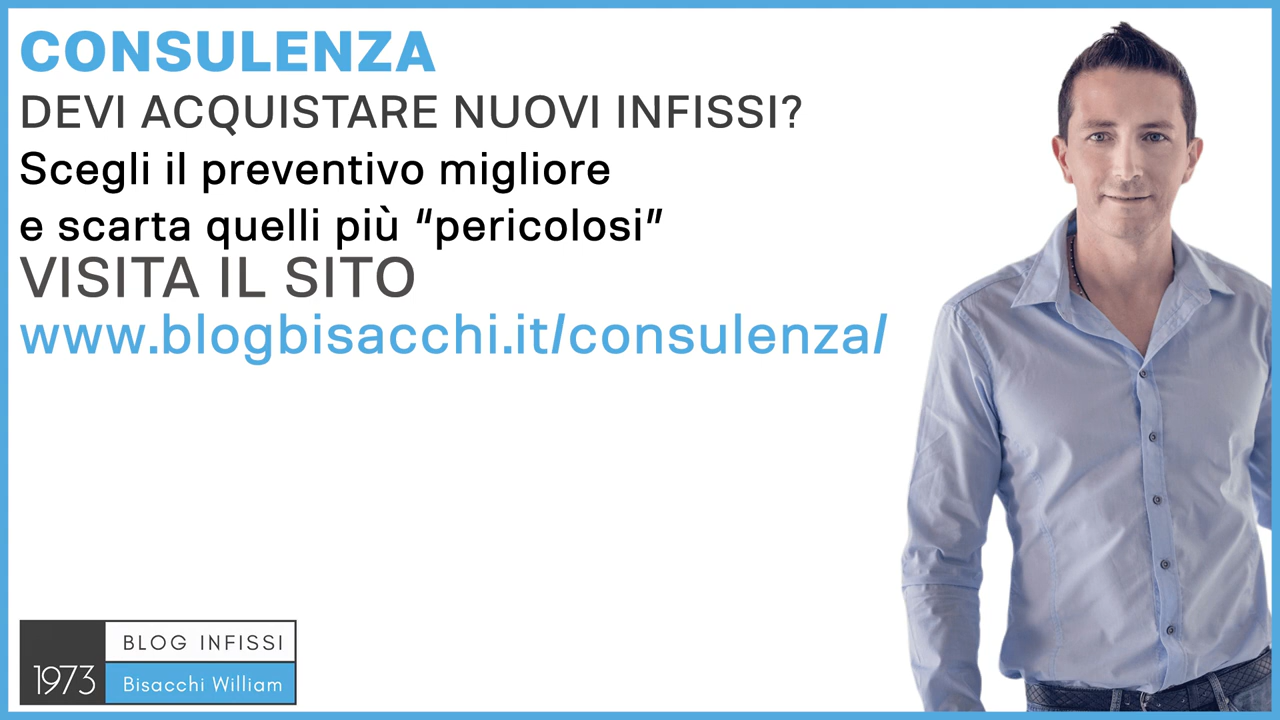 CONSULENZA
DEVI ACQUISTARE NUOVI INFISSI?
Scegli il preventivo migliore
e scarta quelli più “pericolosi”
VISITA IL SITO
www.blogbisacchi.it/consulenza/
1973
BLOG INFISSI
Bisacchi William